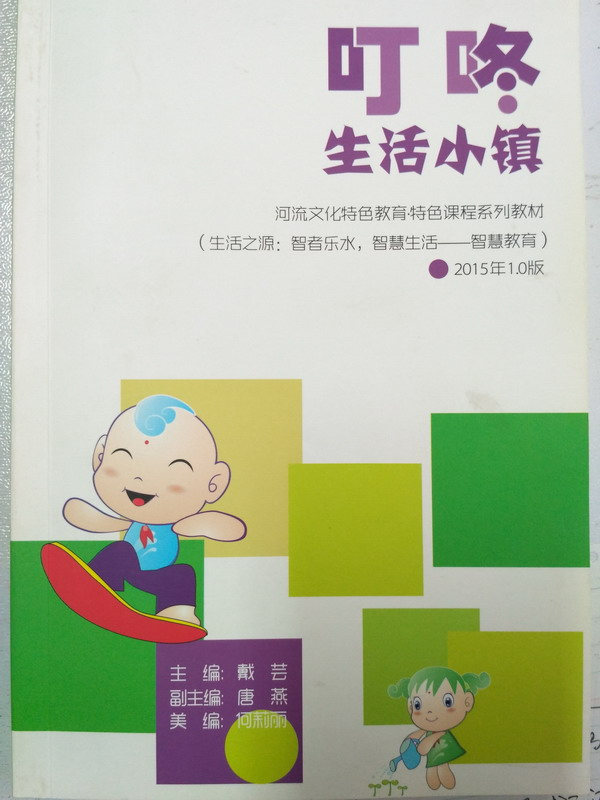 叮咚
生活小镇
河流文化特色教育·特色课程系列教材
（生活之源：智者乐水，智慧生活——智慧教育）
2015年1.0版
主 编：戴 芸
副主编：唐 燕
美 编：何莉丽